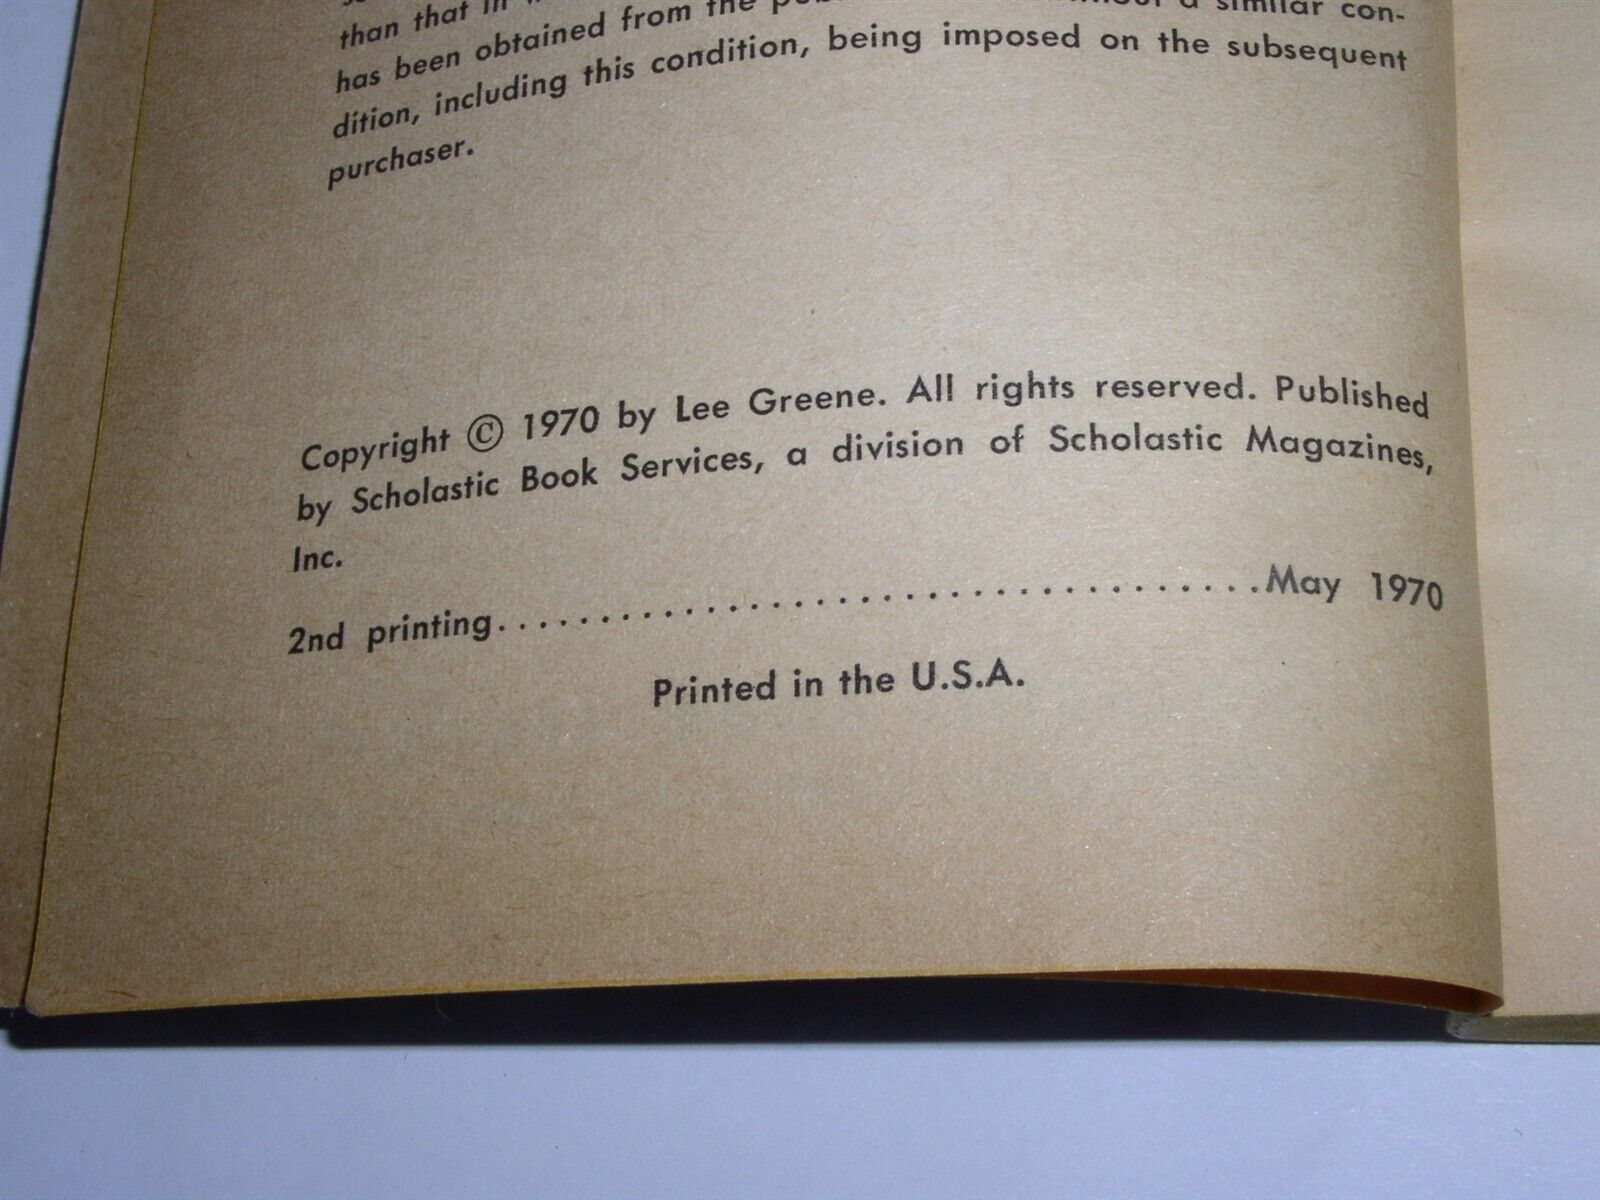 than that in
has been obtained from the a similar con-
dition, including this condition, being imposed on the subsequent
purchaser.
Copyright © 1970 by Lee Greene. All rights reserved. Published
by Scholastic Book Services, a division of Scholastic Magazines,
Inc.
2nd printing....................................May 1970
Printed in the U.S.A.